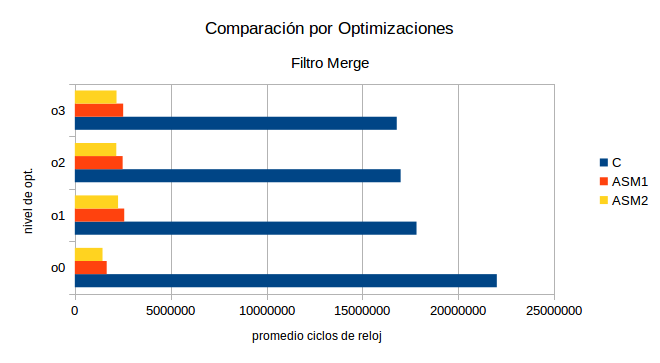 Comparación por Optimizaciones
Filtro Merge
nivel de opt.
o3
o2
o1
o0
C
ASM1
ASM2
0 5000000 10000000 15000000 20000000 25000000
promedio ciclos de reloj